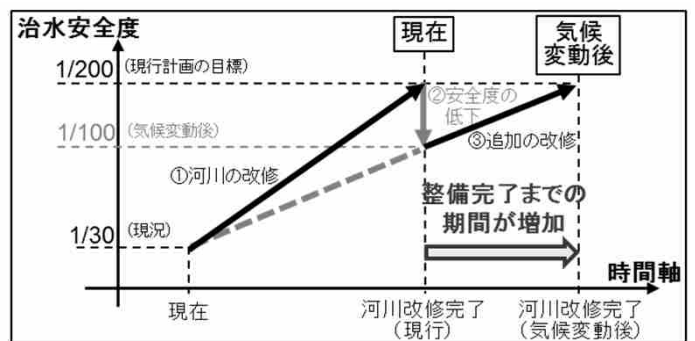 治水安全度
現在
気候
変動後
1/200
(現行計画の目標)
②安全度の
低下
1/100
(気候変動後)
③追加の改修
①河川の改修
整備完了までの
期間が増加
1/30
(現況)
時間軸
現在
河川改修完了
(現行)
河川改修完了
(気候変動後)